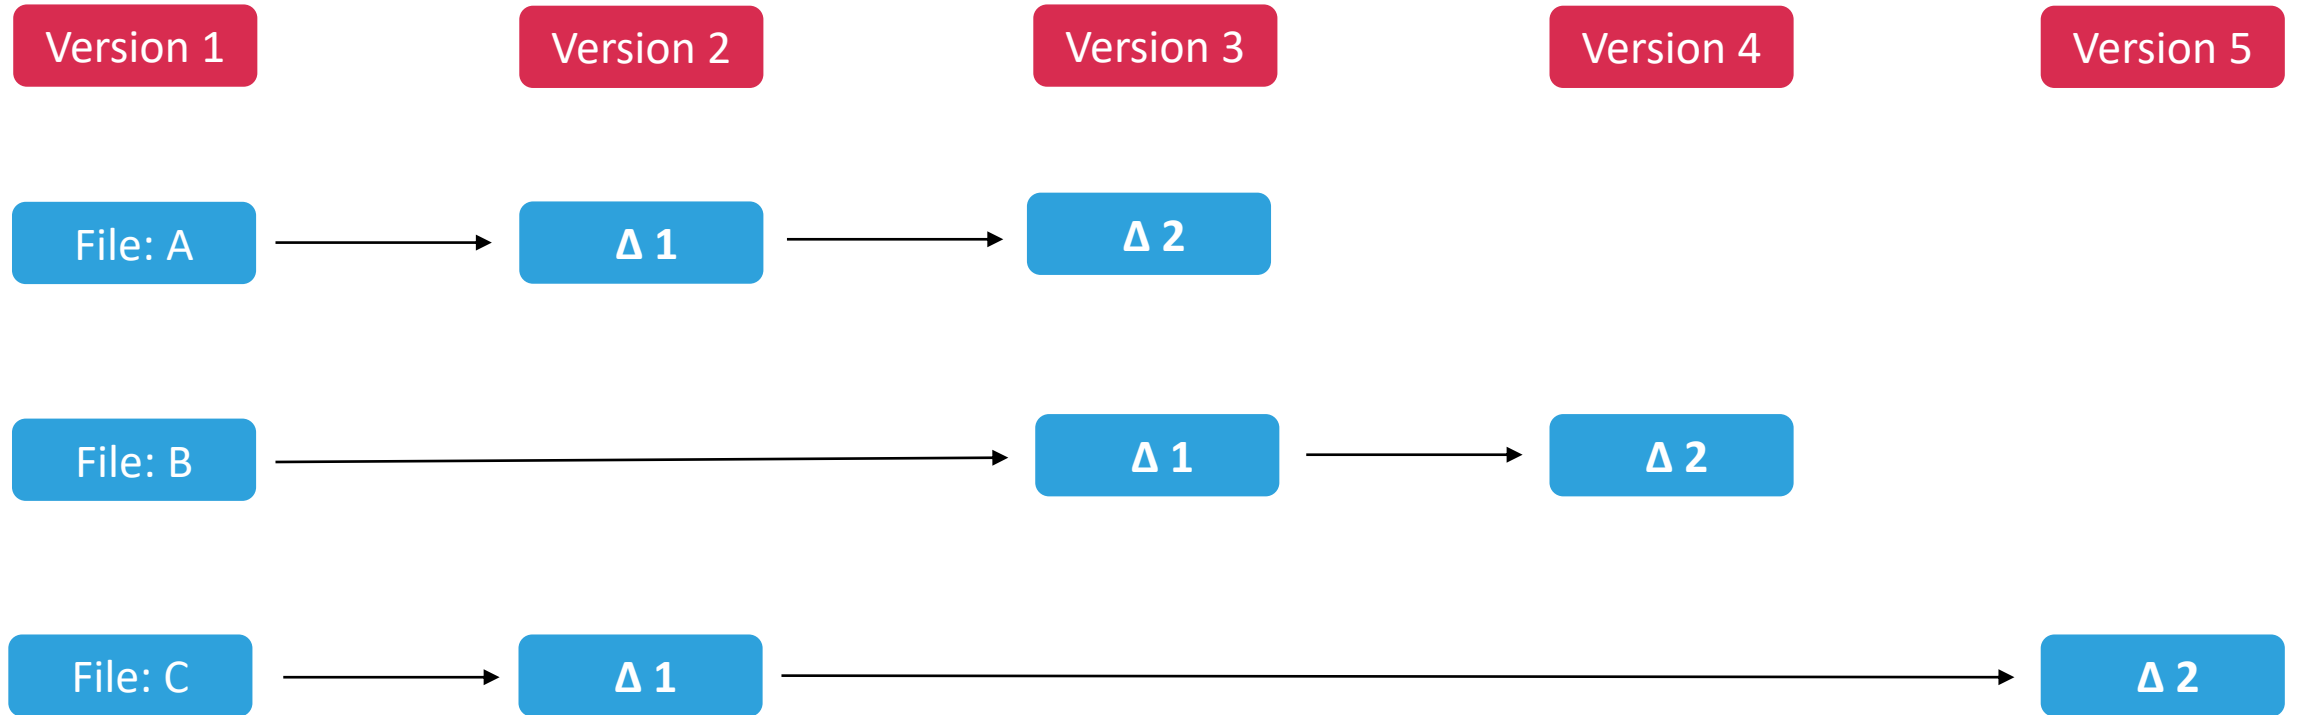 Version 1
Version 2
Version 3
Version 4
Version 5
File: A
Δ 1
Δ 2
File: B
Δ 1
Δ 2
File: C
Δ 1
Δ 2